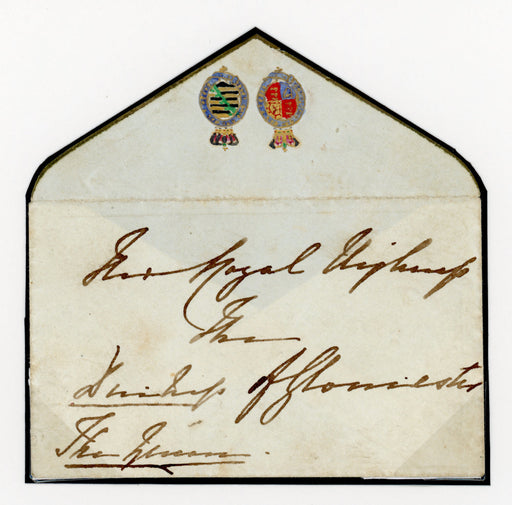 Her Royal Highness
The
Duchess of Gloucester
The Queen.